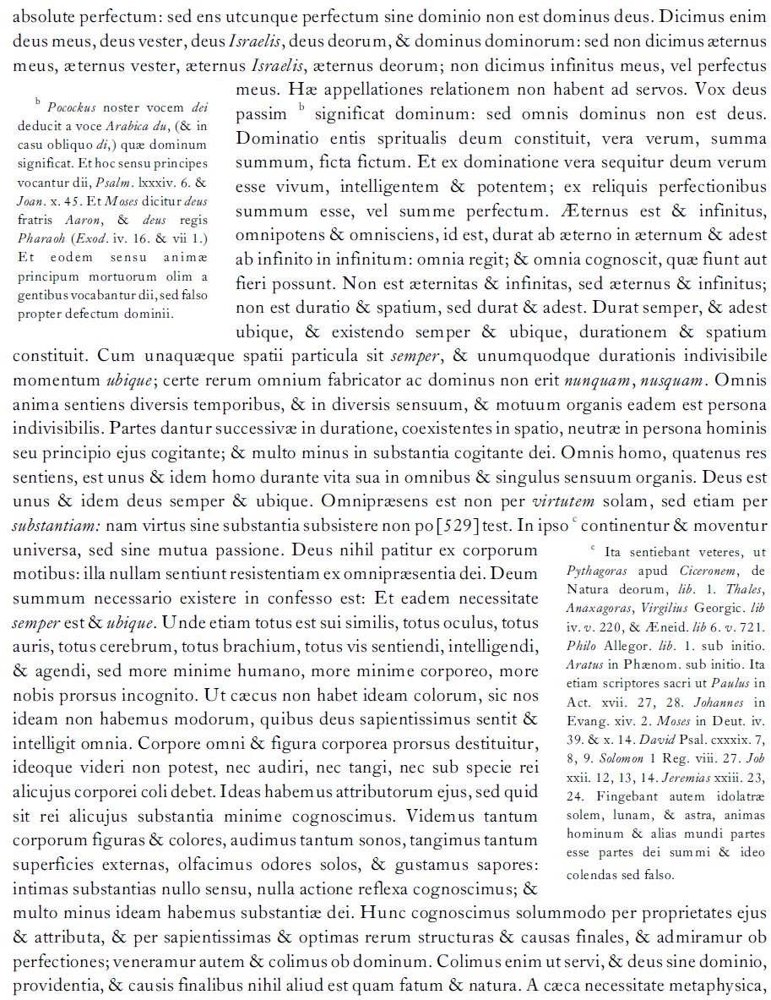 absolute perfectum: sed ens utcunque perfectum sine dominio non est dominus deus. Dicimus enim
deus meus, deus vester, deus Israelis, deus deorum, & dominus dominorum: sed non dicimus æternus
meus, æternus vester, æternus Israelis, æternus deorum; non dicimus infinitus meus, vel perfectus
meus. Hæ appellationes relationem non habent ad servos. Vox deus
passim b significat dominum: sed omnis dominus non est deus.
Dominatio entis spritualis deum constituit, vera verum, summa
summum, ficta fictum. Et ex dominatione vera sequitur deum verum
esse vivum, intelligentem & potentem; ex reliquis perfectionibus
summum esse, vel summe perfectum. Æternus est & infinitus,
omnipotens & omnisciens, id est, durat ab æterno in æternum & adest
ab infinito in infinitum: omnia regit; & omnia cognoscit, quæ fiunt aut
fieri possunt. Non est æternitas & infinitas, sed æternus & infinitus;
non est duratio & spatium, sed durat & adest. Durat semper, & adest
ubique, & existendo semper & ubique, durationem & spatium
b Pocockus noster vocem dei
deducit a voce Arabica du, (& in
casu obliquo di,) quæ dominum
significat. Et hoc sensu principes
vocantur dii, Psalm. lxxxiv. 6. &
Joan. x. 45. Et Moses dicitur deus
fratris Aaron, & deus regis
Pharaoh (Exod. iv. 16. & vii 1.)
Et eodem sensu animæ
principum mortuorum olim a
gentibus vocabantur dii, sed falso
propter defectum dominii.
constituit. Cum unaquæque spatii particula sit semper, & unumquodque durationis indivisibile
momentum ubique; certe rerum omnium fabricator ac dominus non erit nunquam, nusquam. Omnis
anima sentiens diversis temporibus, & in diversis sensuum, & motuum organis eadem est persona
indivisibilis. Partes dantur successivæ in duratione, coexistentes in spatio, neutræ in persona hominis
seu principio ejus cogitante; & multo minus in substantia cogitante dei. Omnis homo, quatenus res
sentiens, est unus & idem homo durante vita sua in omnibus & singulus sensuum organis. Deus est
unus & idem deus semper & ubique. Omnipræsens est non per virtutem solam, sed etiam per
substantiam: nam virtus sine substantia subsistere non po[529]test. In ipso c continentur & moventur
universa, sed sine mutua passione. Deus nihil patitur ex corporum
motibus: illa nullam sentiunt resistentiam ex omnipræsentia dei. Deum
summum necessario existere in confesso est: Et eadem necessitate
semper est & ubique. Unde etiam totus est sui similis, totus oculus, totus
auris, totus cerebrum, totus brachium, totus vis sentiendi, intelligendi,
& agendi, sed more minime humano, more minime corporeo, more
nobis prorsus incognito. Ut cæcus non habet ideam colorum, sic nos
ideam non habemus modorum, quibus deus sapientissimus sentit &
intelligit omnia. Corpore omni & figura corporea prorsus destituitur,
ideoque videri non potest, nec audiri, nec tangi, nec sub specie rei
alicujus corporei coli debet. Ideas habemus attributorum ejus, sed quid
sit rei alicujus substantia minime cognoscimus. Videmus tantum
corporum figuras & colores, audimus tantum sonos, tangimus tantum
superficies externas, olfacimus odores solos, & gustamus sapores:
intimas substantias nullo sensu, nulla actione reflexa cognoscimus; &
c Ita sentiebant veteres, ut
Pythagoras apud Ciceronem, de
Natura deorum, lib. 1. Thales,
Anaxagoras, Virgilius Georgic. lib
iv. v. 220, & Æneid. lib 6. v. 721.
Philo Allegor. lib. 1. sub initio.
Aratus in Phænom. sub initio. Ita
etiam scriptores sacri ut Paulus in
Act. xvii. 27, 28. Johannes in
Evang. xiv. 2. Moses in Deut. iv.
39. & x. 14. David Psal. cxxxix. 7,
8, 9. Solomon 1 Reg. viii. 27. Job
xxii. 12, 13, 14. Jeremias xxiii. 23,
24. Fingebant autem idolatræ
solem, lunam, & astra, animas
hominum & alias mundi partes
esse partes dei summi & ideo
colendas sed falso.
multo minus ideam habemus substantiæ dei. Hunc cognoscimus solummodo per proprietates ejus
& attributa, & per sapientissimas & optimas rerum structuras & causas finales, & admiramur ob
perfectiones; veneramur autem & colimus ob dominum. Colimus enim ut servi, & deus sine dominio,
providentia, & causis finalibus nihil aliud est quam fatum & natura. A cæca necessitate metaphysica,